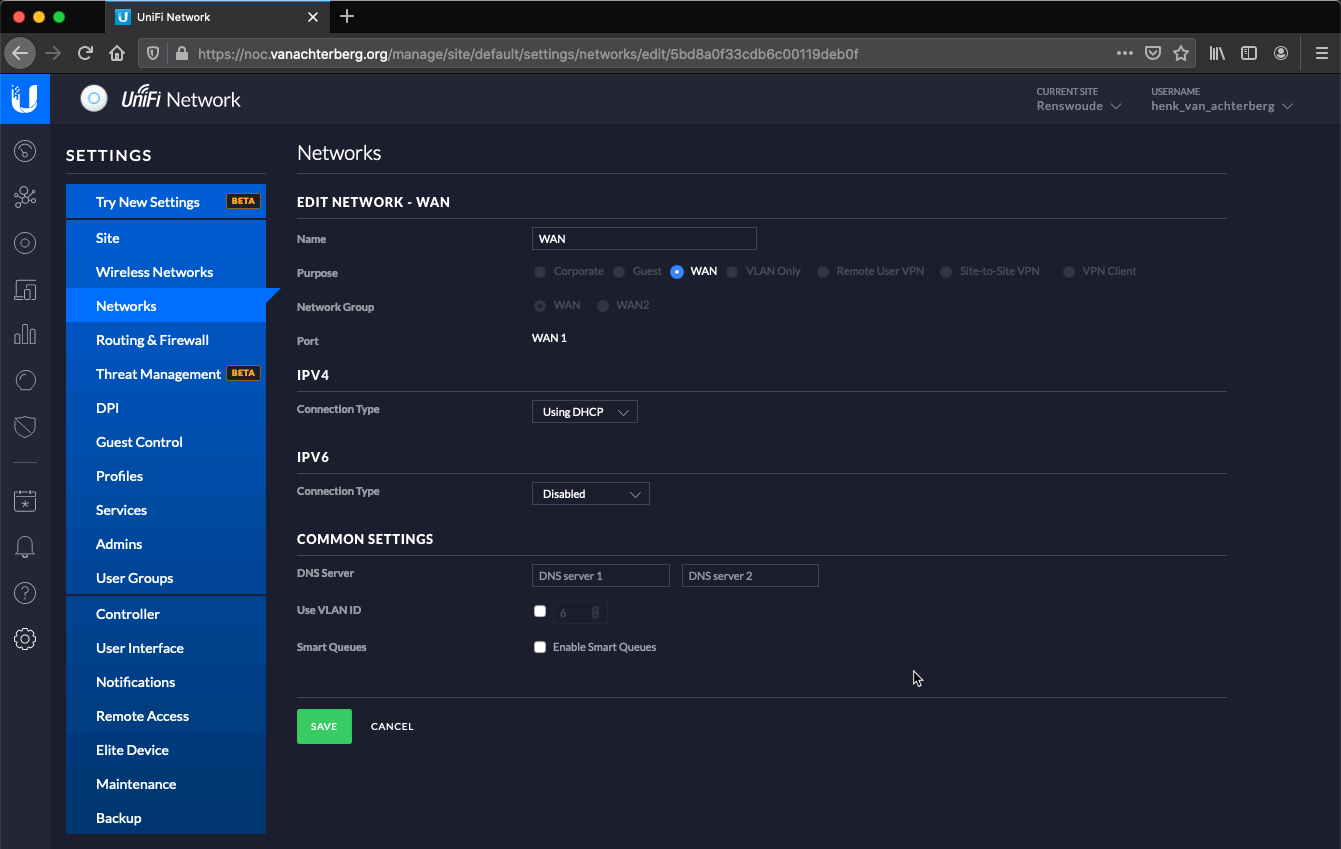 UniFi Network
https://noc.vanachterberg.org/manage/site/default/settings/networks/edit/5bd8a0f33cdb6c00119deb0f
UniFi Network
CURRENT SITE
Renswoude
USERNAME
henk_van_achterberg
SETTINGS
Try New Settings BETA
Site
Wireless Networks
Networks
Routing & Firewall
Threat Management BETA
DPI
Guest Control
Profiles
Services
Admins
User Groups
Controller
User Interface
Notifications
Remote Access
Elite Device
Maintenance
Backup
Networks
EDIT NETWORK - WAN
Name WAN
Purpose Corporate Guest WAN VLAN Only Remote User VPN Site-to-Site VPN VPN Client
Network Group WAN WAN2
Port WAN 1
IPV4
Connection Type Using DHCP
IPV6
Connection Type Disabled
COMMON SETTINGS
DNS Server DNS server 1 DNS server 2
Use VLAN ID 6
Smart Queues Enable Smart Queues
SAVE CANCEL